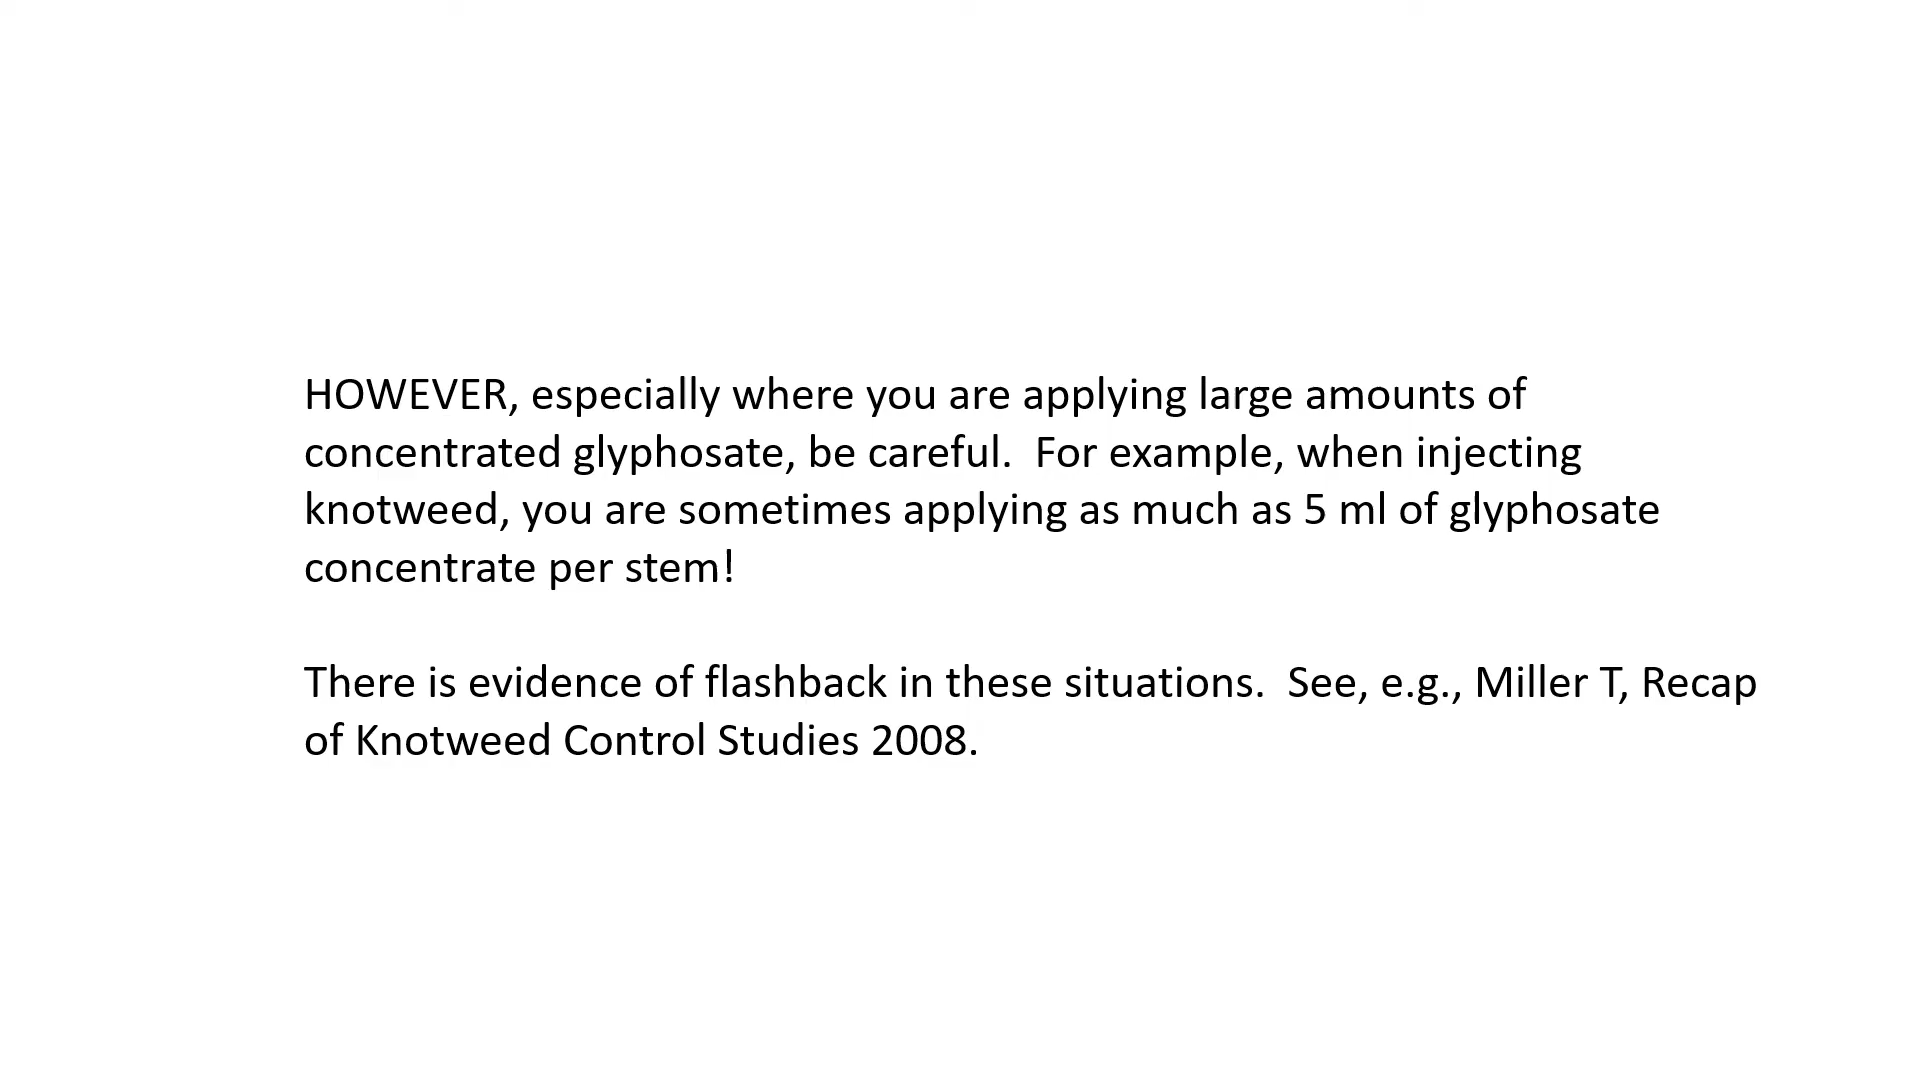 HOWEVER, especially where you are applying large amounts of
concentrated glyphosate, be careful.  For example, when injecting
knotweed, you are sometimes applying as much as 5 ml of glyphosate
concentrate per stem!
There is evidence of flashback in these situations.  See, e.g., Miller T, Recap
of Knotweed Control Studies 2008.